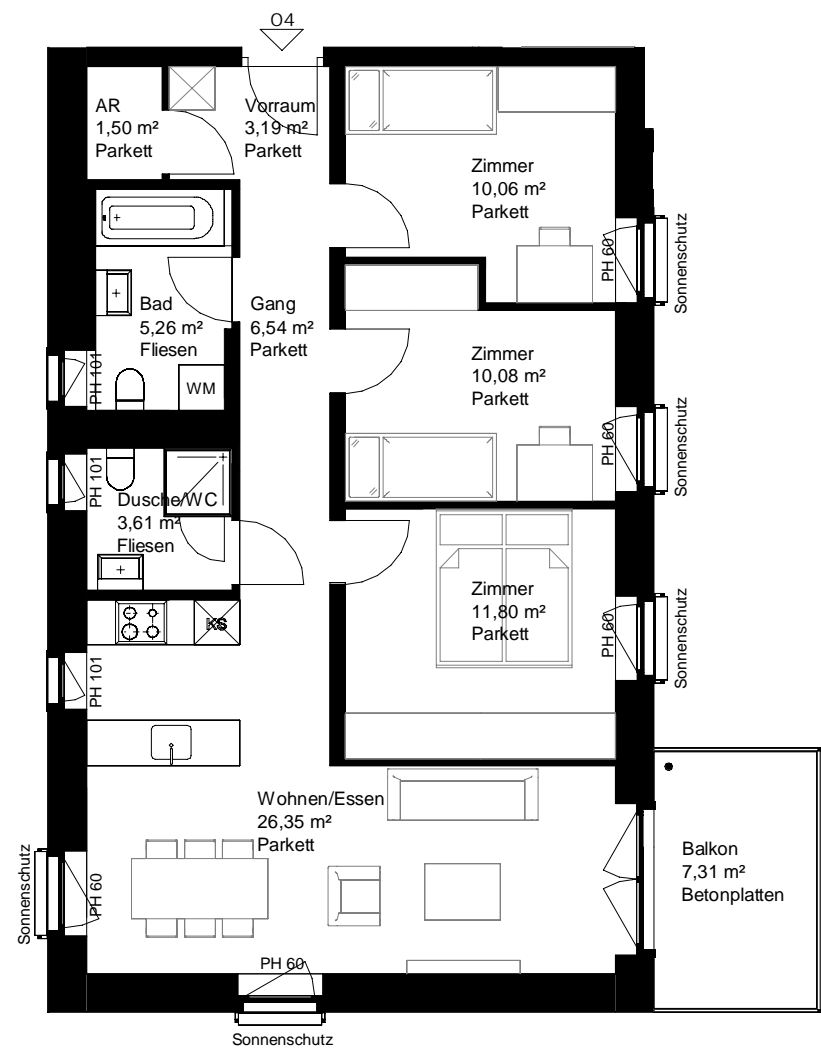 O4
AR
1,50 m²
Parkett
Vorraum
3,19 m²
Parkett
Zimmer
10,06 m²
Parkett
PH 60
Sonnenschutz
Bad
5,26 m²
Fliesen
WM
PH 101
Gang
6,54 m²
Parkett
Zimmer
10,08 m²
Parkett
PH 60
Sonnenschutz
PH 101
Dusche/WC
3,61 m²
Fliesen
Zimmer
11,80 m²
Parkett
PH 60
Sonnenschutz
KS
PH 101
Wohnen/Essen
26,35 m²
Parkett
Balkon
7,31 m²
Betonplatten
Sonnenschutz
PH 60
PH 60
Sonnenschutz